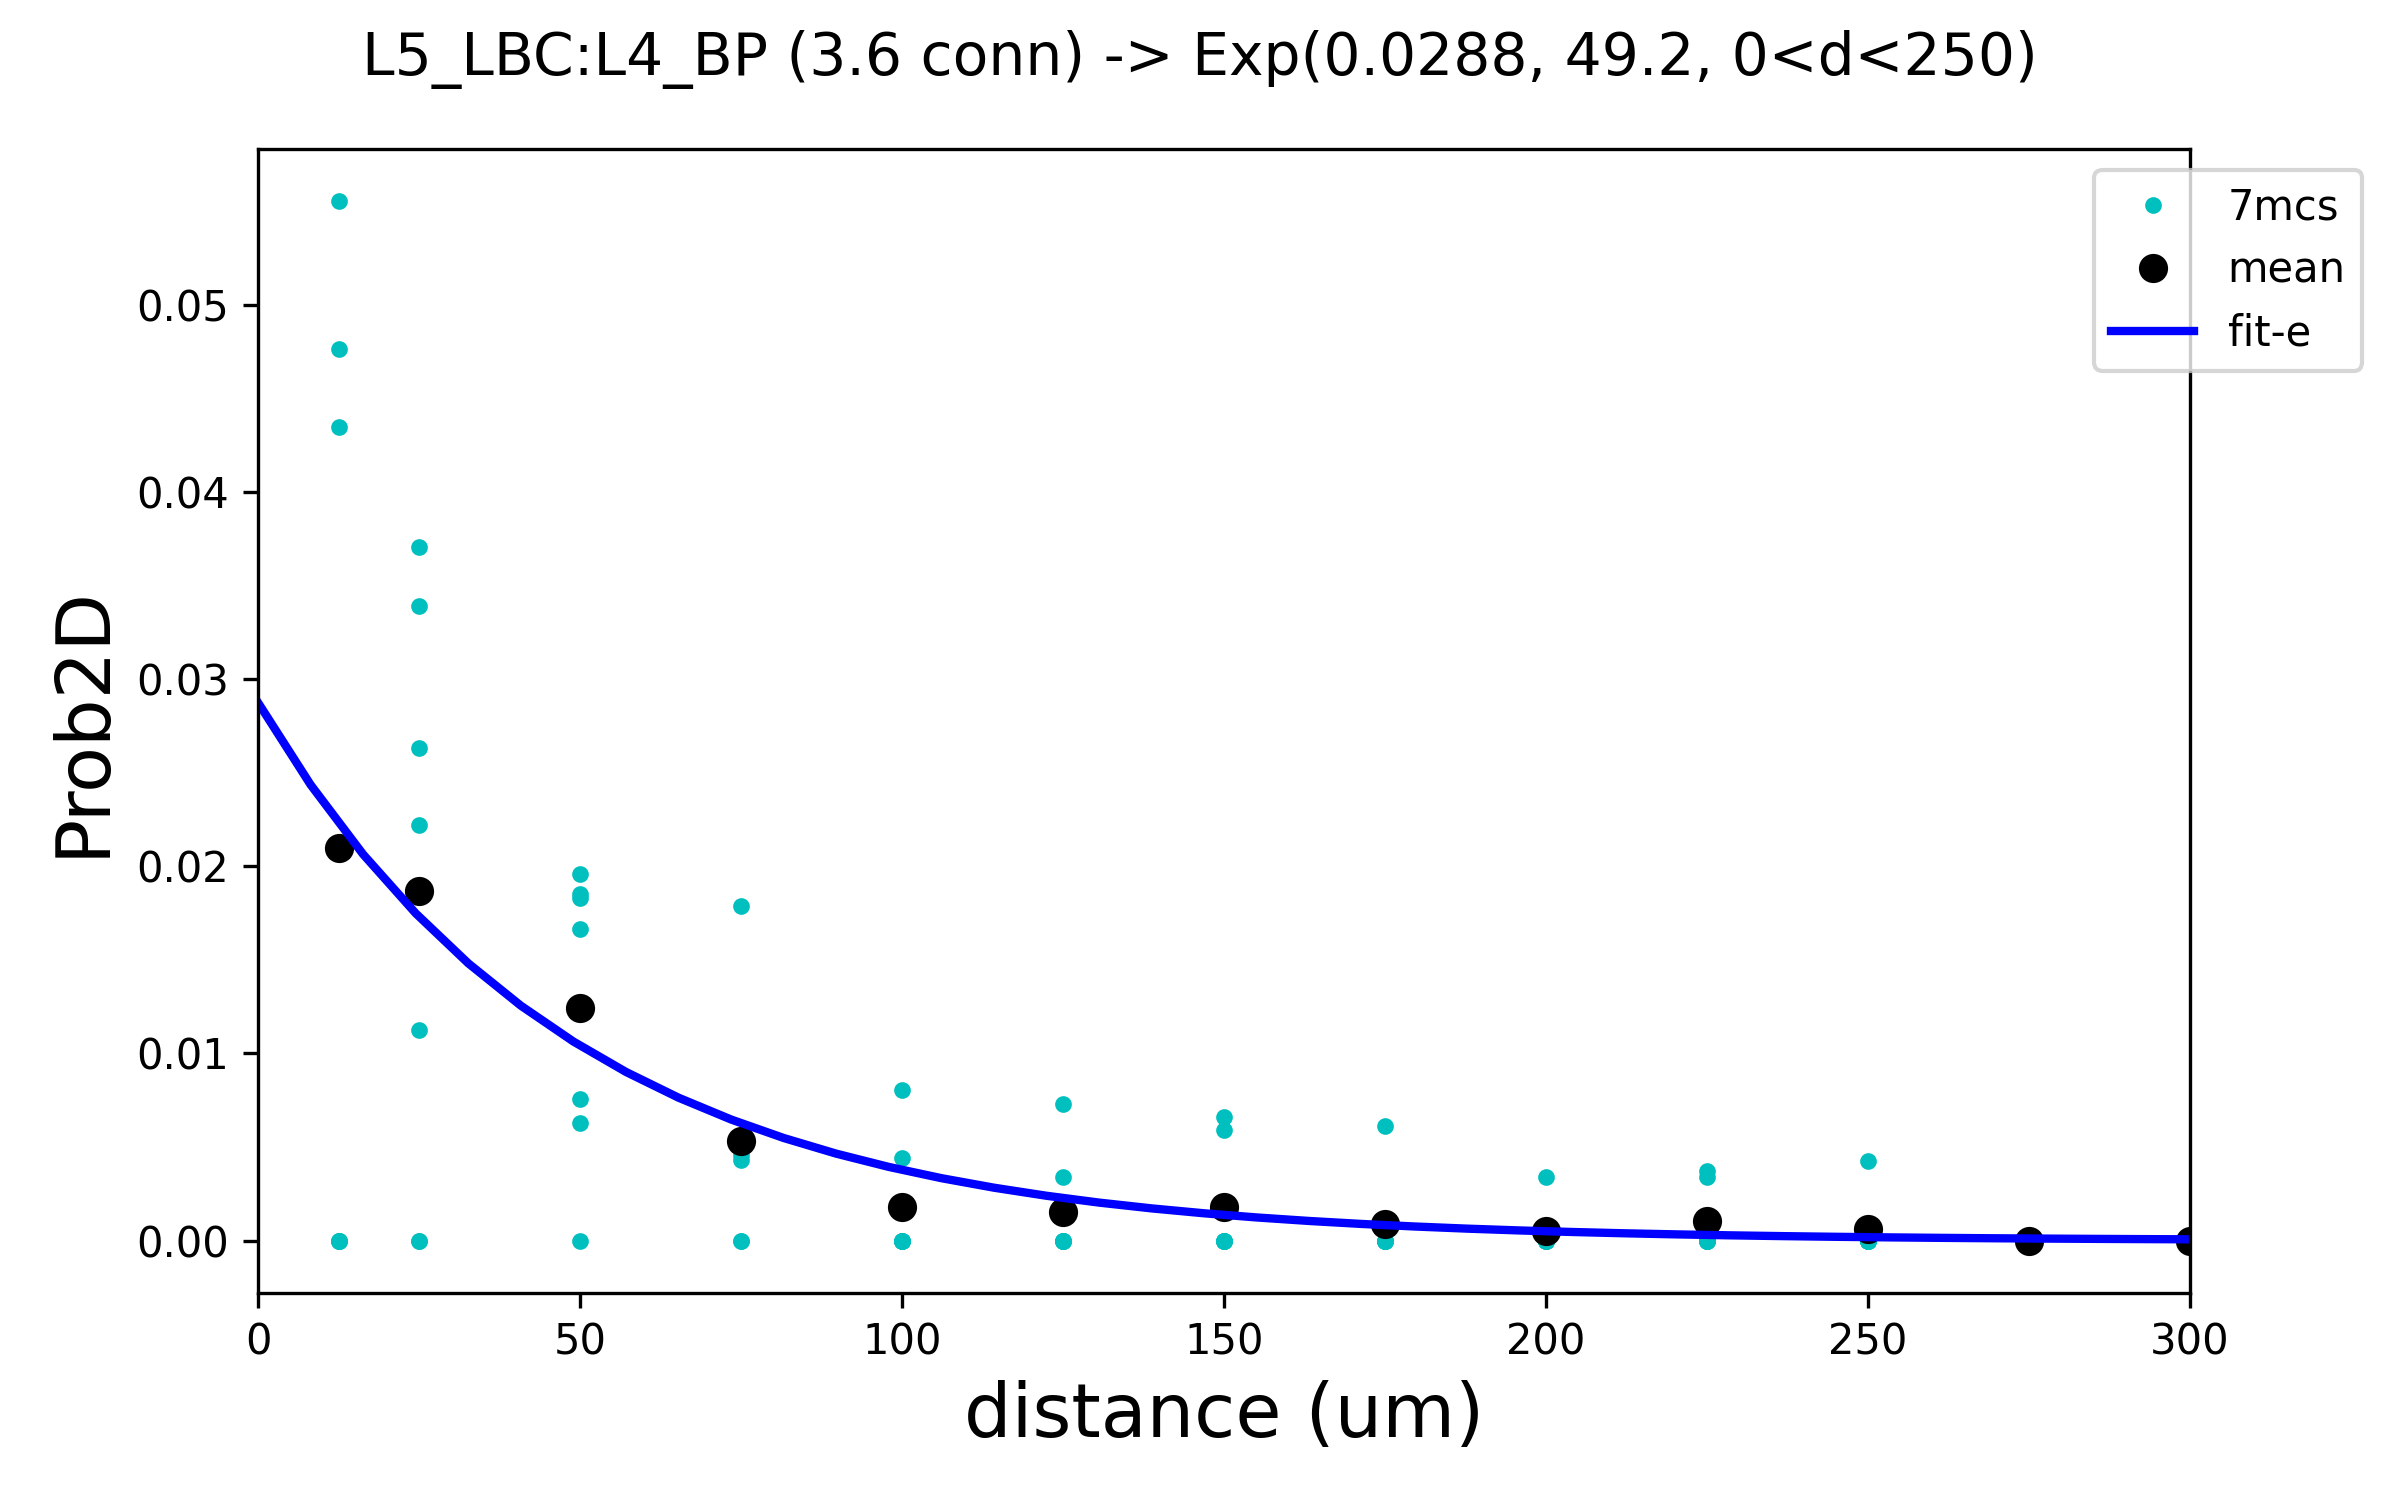 L5_LBC:L4_BP (3.6 conn) -> Exp(0.0288, 49.2, 0<d<250)
7mcs
mean
fit-e
0.05
0.04
0.03
0.02
0.01
0.00
Prob2D
0 50 100 150 200 250 300
distance (um)